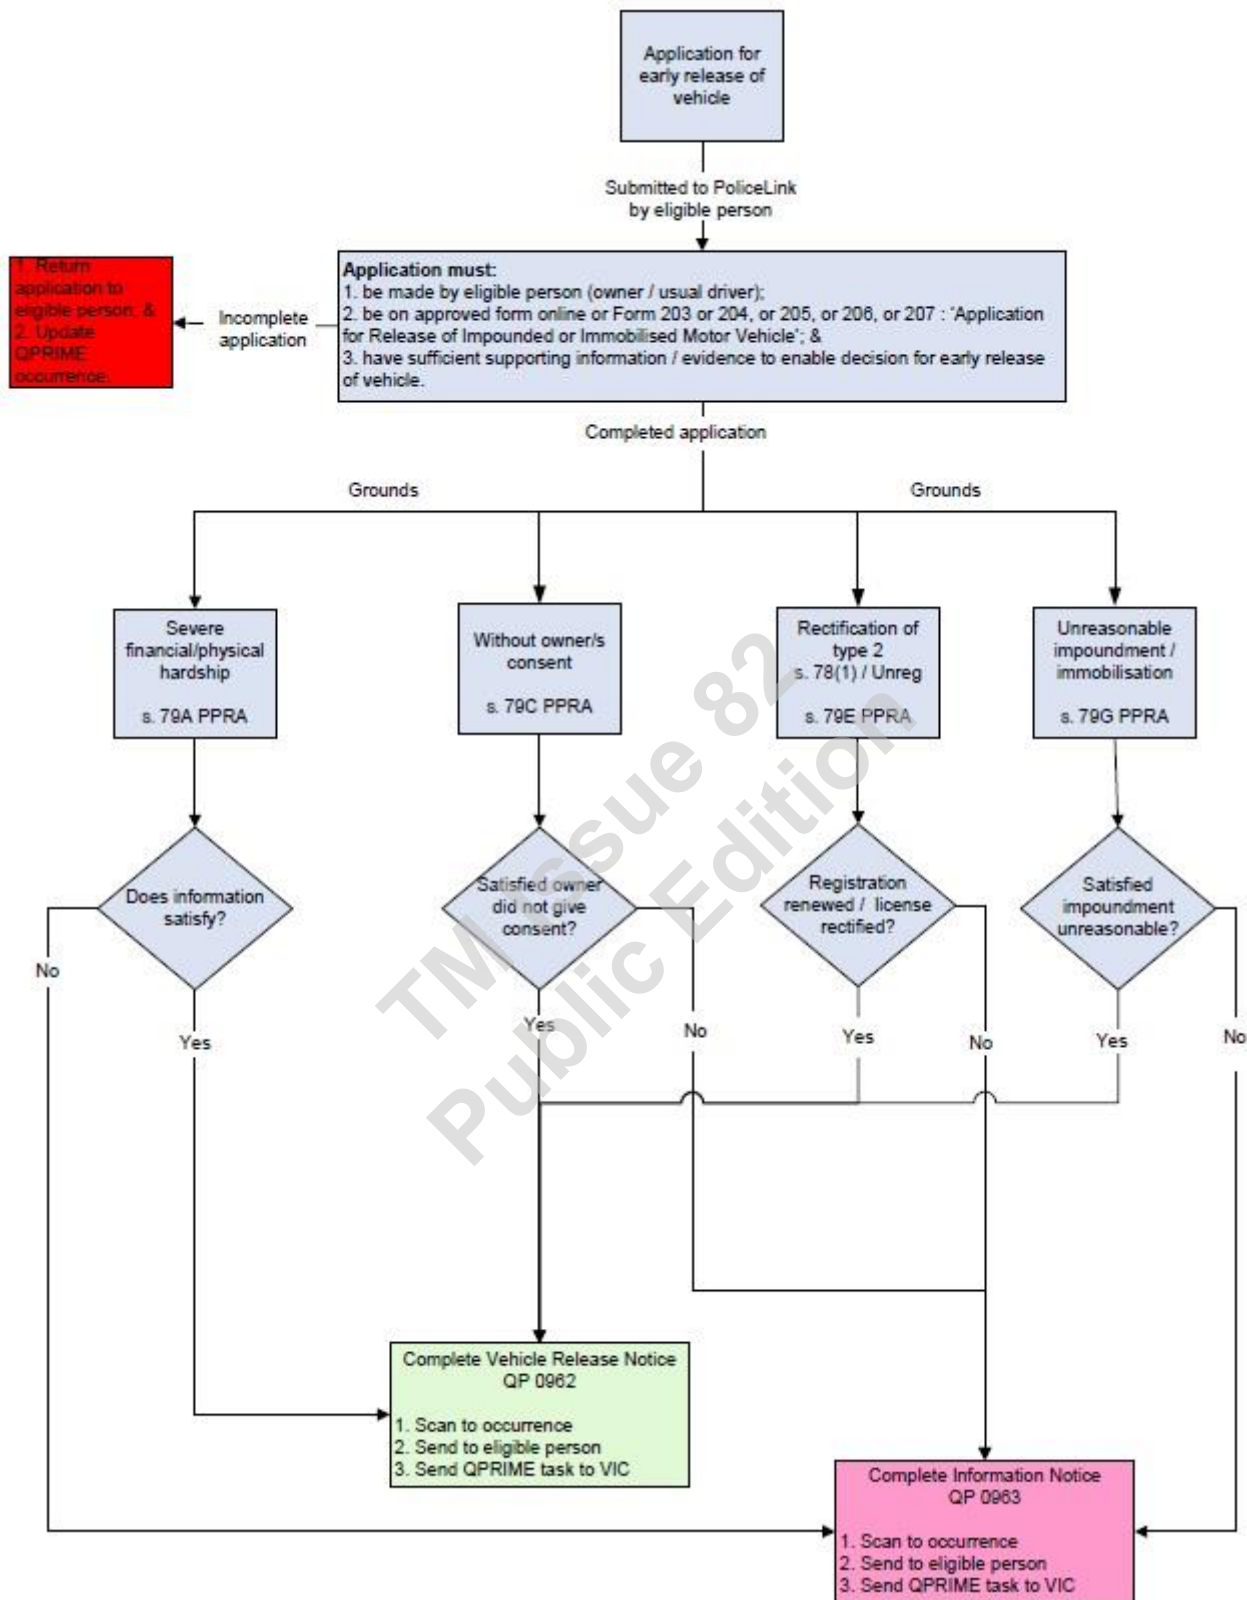 Application for
early release of
vehicle
Submitted to PoliceLink
by eligible person
1. Return
application to
eligible person; &
2. Update
QPRIME
occurrence.
Incomplete
application
Application must:
1. be made by eligible person (owner / usual driver);
2. be on approved form online or Form 203 or 204, or 205, or 206, or 207 : 'Application
for Release of Impounded or Immobilised Motor Vehicle'; &
3. have sufficient supporting information / evidence to enable decision for early release
of vehicle.
Completed application
Grounds
Grounds
Severe
financial/physical
hardship
s. 79A PPRA
Without owner/s
consent
s. 79C PPRA
Rectification of
type 2
s. 78(1) / Unreg
s. 79E PPRA
Unreasonable
impoundment /
immobilisation
s. 79G PPRA
Does information
satisfy?
Satisfied owner
did not give
consent?
Registration
renewed / license
rectified?
Satisfied
impoundment
unreasonable?
No
Yes
Yes
No
Yes
No
Yes
No
TM Issue 82
Public Edition
Complete Vehicle Release Notice
QP 0962
1. Scan to occurrence
2. Send to eligible person
3. Send QPRIME task to VIC
Complete Information Notice
QP 0963
1. Scan to occurrence
2. Send to eligible person
3. Send QPRIME task to VIC